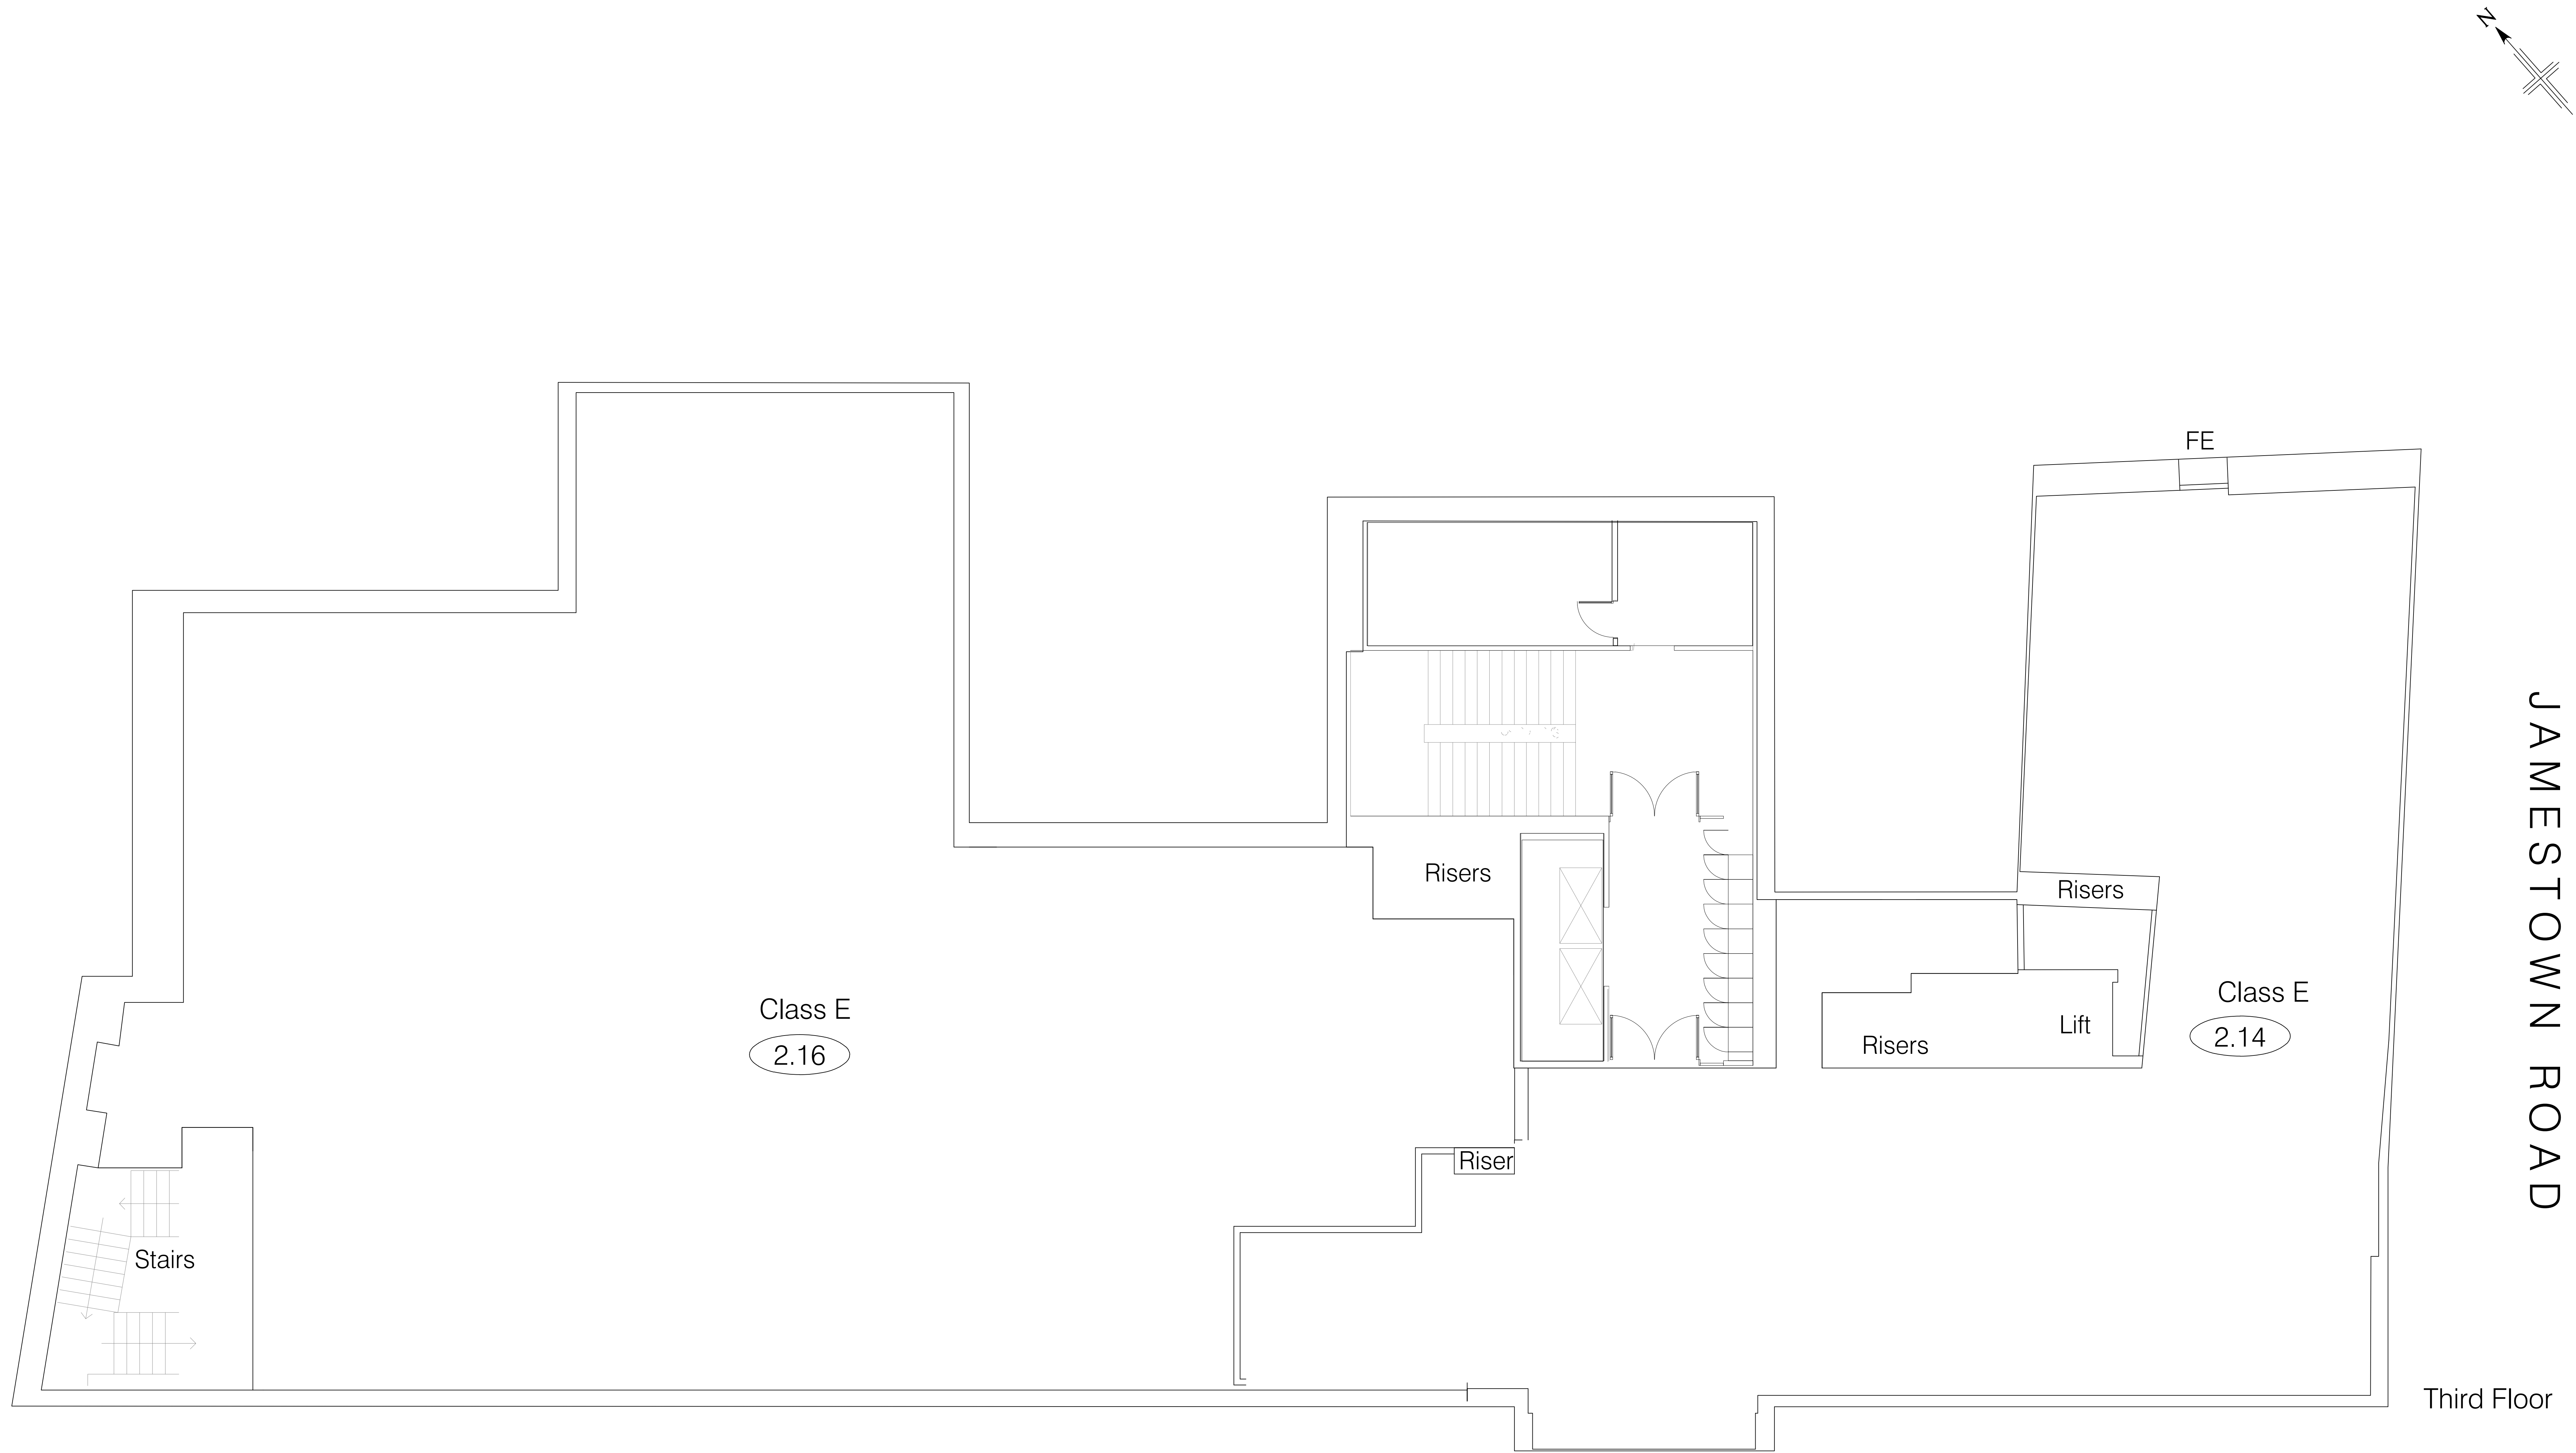 N
FE
JAMESTOWN ROAD
Risers
Risers
Class E
2.16
Class E
2.14
Lift
Risers
Riser
Stairs
Third Floor